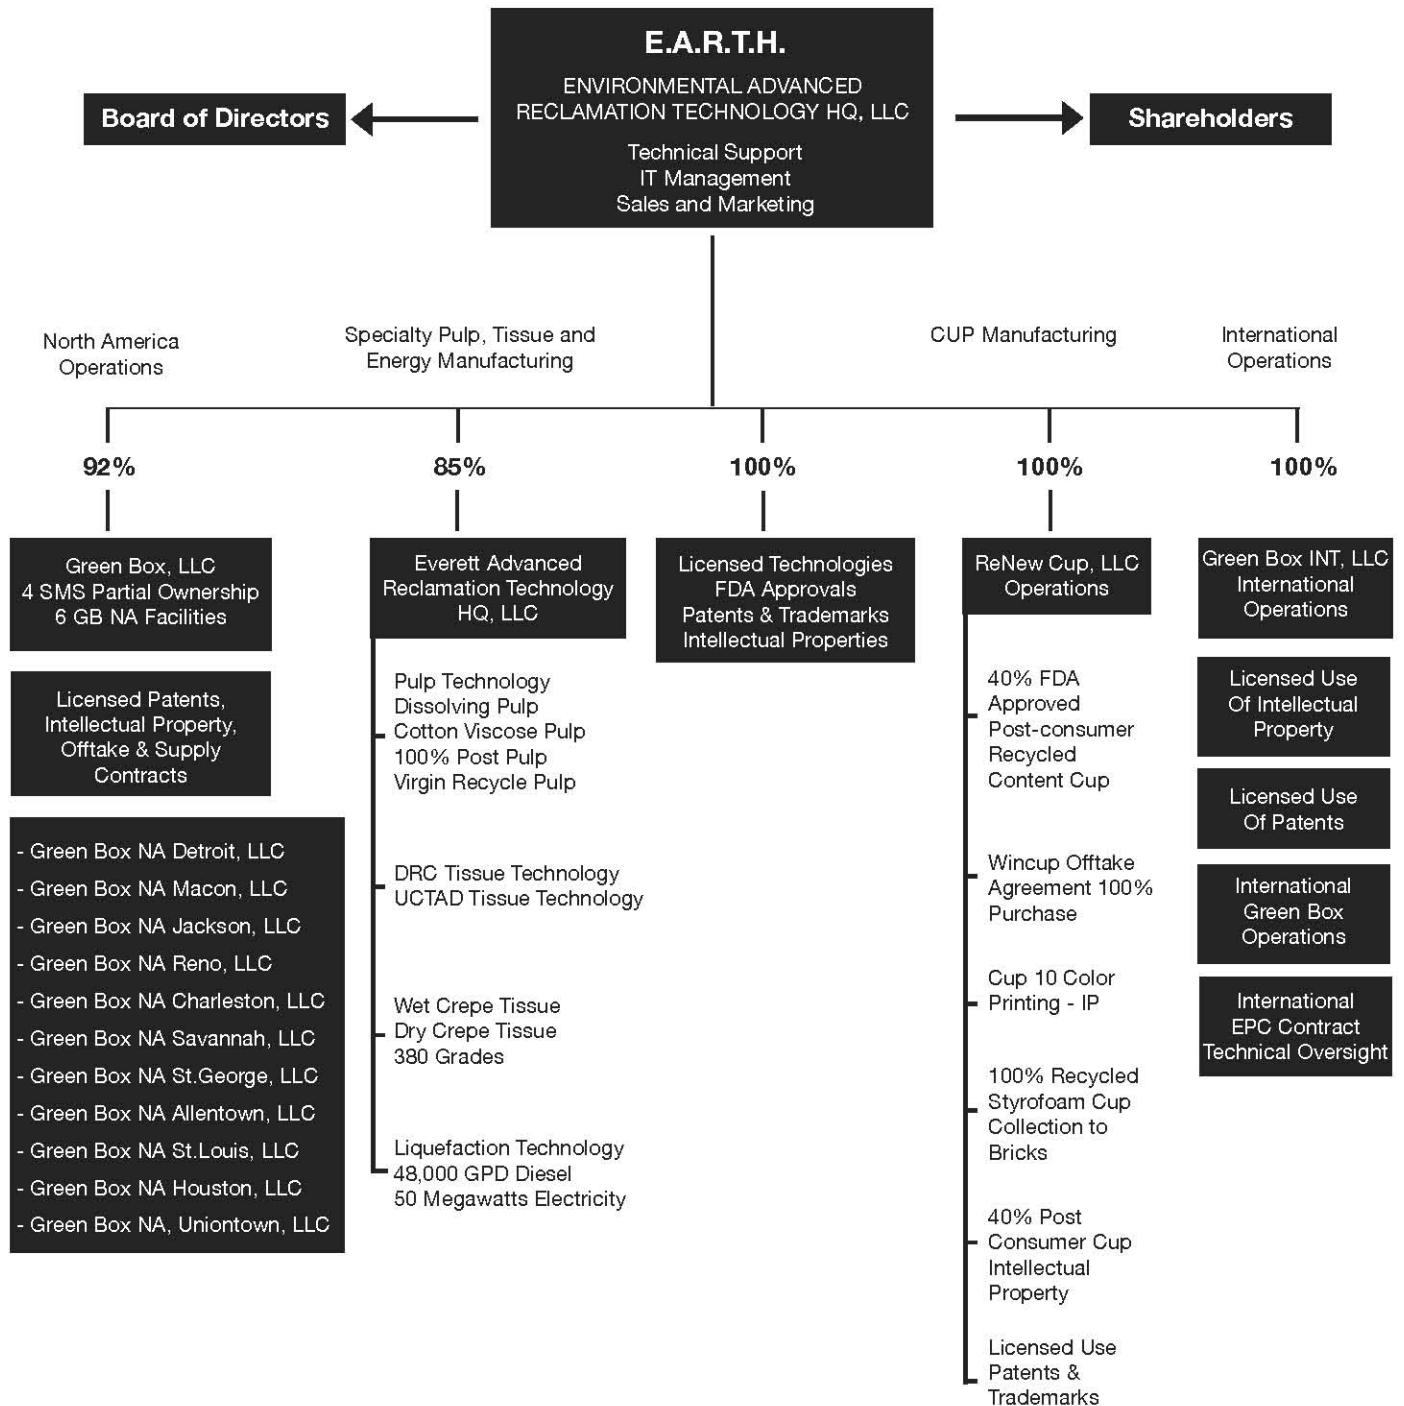 E.A.R.T.H.
ENVIRONMENTAL ADVANCED
RECLAMATION TECHNOLOGY HQ, LLC
Technical Support
IT Management
Sales and Marketing
Board of Directors
Shareholders
North America
Operations
Specialty Pulp, Tissue and
Energy Manufacturing
CUP Manufacturing
International
Operations
92%
85%
100%
100%
100%
Green Box, LLC
4 SMS Partial Ownership
6 GB NA Facilities
Licensed Patents,
Intellectual Property,
Offtake & Supply
Contracts
- Green Box NA Detroit, LLC
- Green Box NA Macon, LLC
- Green Box NA Jackson, LLC
- Green Box NA Reno, LLC
- Green Box NA Charleston, LLC
- Green Box NA Savannah, LLC
- Green Box NA St.George, LLC
- Green Box NA Allentown, LLC
- Green Box NA St.Louis, LLC
- Green Box NA Houston, LLC
- Green Box NA, Uniontown, LLC
Everett Advanced
Reclamation Technology
HQ, LLC
Pulp Technology
Dissolving Pulp
Cotton Viscose Pulp
100% Post Pulp
Virgin Recycle Pulp
DRC Tissue Technology
UCTAD Tissue Technology
Wet Crepe Tissue
Dry Crepe Tissue
380 Grades
Liquefaction Technology
48,000 GPD Diesel
50 Megawatts Electricity
Licensed Technologies
FDA Approvals
Patents & Trademarks
Intellectual Properties
ReNew Cup, LLC
Operations
40% FDA
Approved
Post-consumer
Recycled
Content Cup
Wincup Offtake
Agreement 100%
Purchase
Cup 10 Color
Printing - IP
100% Recycled
Styrofoam Cup
Collection to
Bricks
40% Post
Consumer Cup
Intellectual
Property
Licensed Use
Patents &
Trademarks
Green Box INT, LLC
International
Operations
Licensed Use
Of Intellectual
Property
Licensed Use
Of Patents
International
Green Box
Operations
International
EPC Contract
Technical Oversight